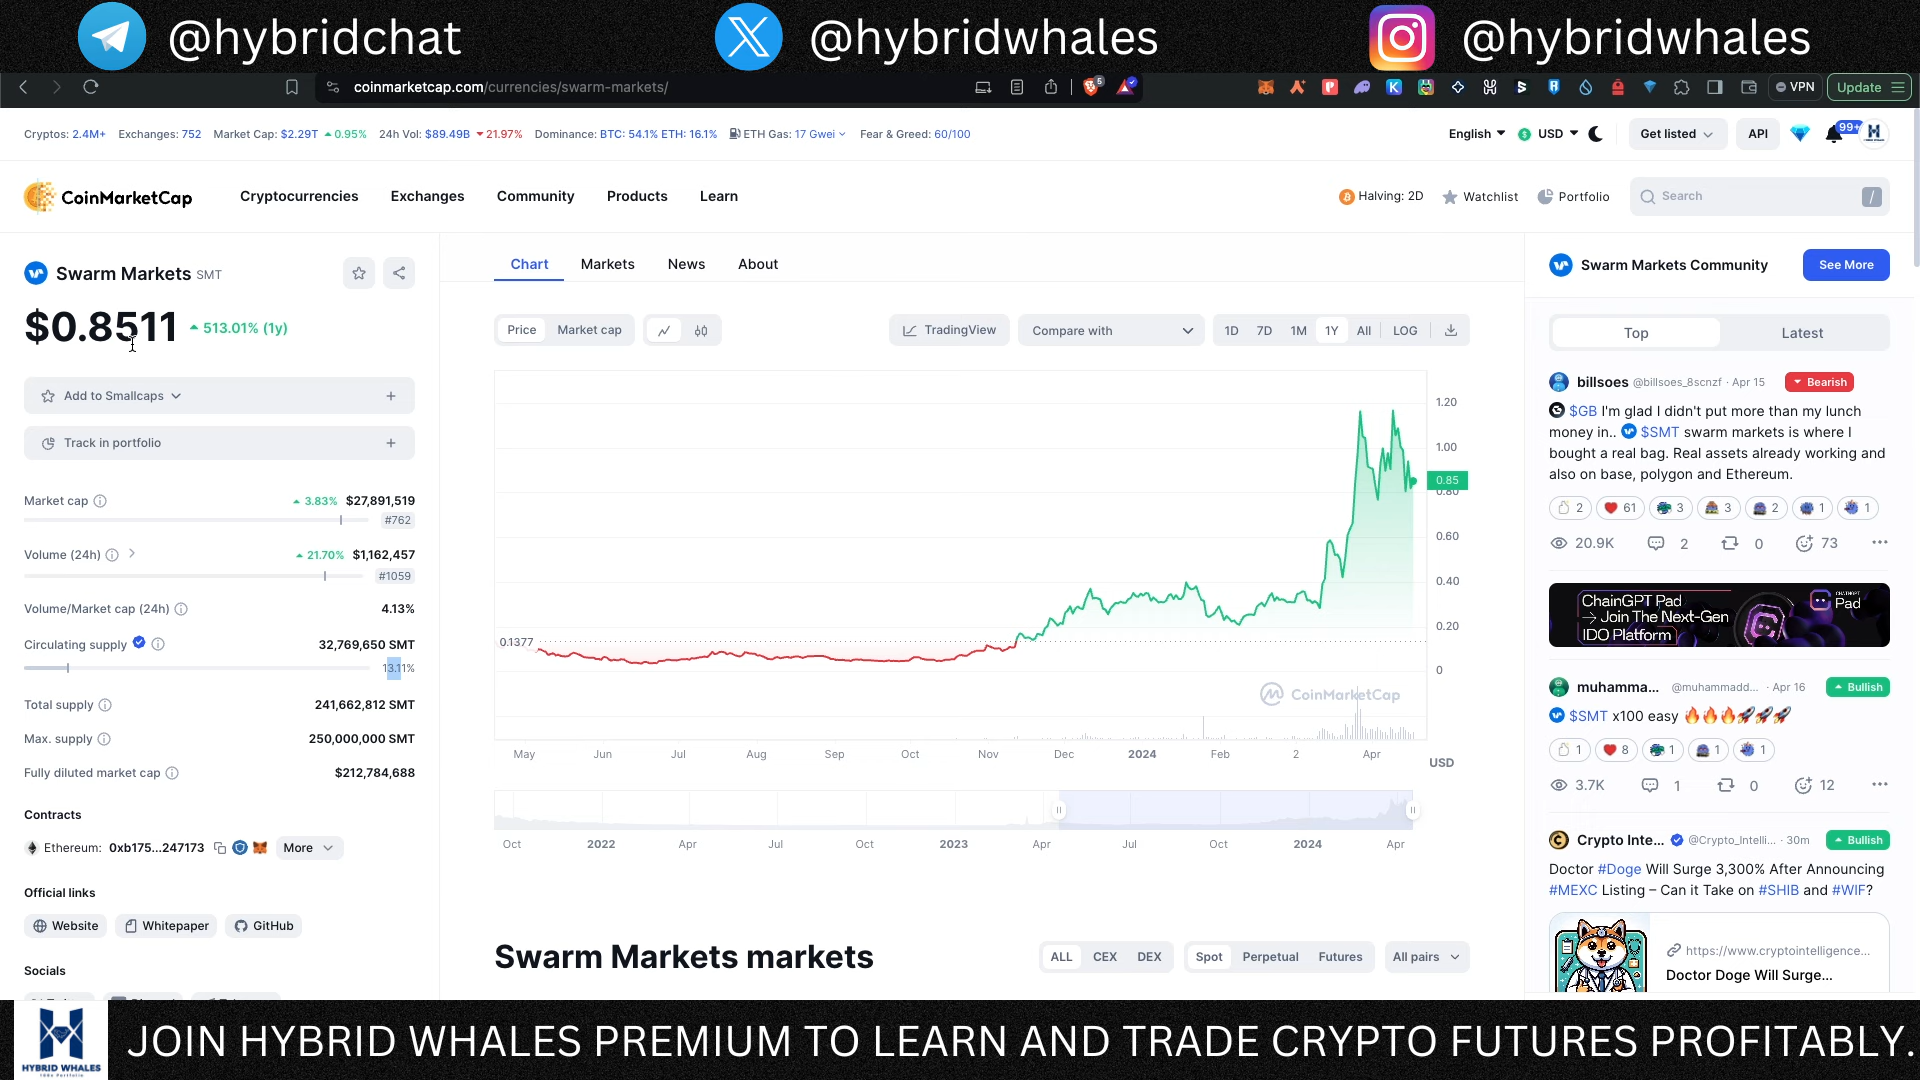 @hybridchat
@hybridwhales
@hybridwhales
coinmarketcap.com/currencies/swarm-markets/
5
VPN
Update
Cryptos: 2.4M+ Exchanges: 752 Market Cap: $2.29T 0.95% 24h Vol: $89.49B 21.97% Dominance: BTC: 54.1% ETH: 16.1% ETH Gas: 17 Gwei Fear & Greed: 60/100
English USD Get listed API 99+
CoinMarketCap
Cryptocurrencies Exchanges Community Products Learn
Halving: 2D Watchlist Portfolio Search /
Swarm Markets SMT
$0.8511 513.01% (1y)
Add to Smallcaps +
Track in portfolio +
Market cap 3.83% $27,891,519
#762
Volume (24h) 21.70% $1,162,457
#1059
Volume/Market cap (24h) 4.13%
Circulating supply 32,769,650 SMT
13.11%
Total supply 241,662,812 SMT
Max. supply 250,000,000 SMT
Fully diluted market cap $212,784,688
Contracts
Ethereum: 0xb175...247173 More
Official links
Website Whitepaper GitHub
Socials
Chart Markets News About
Price Market cap
TradingView Compare with 1D 7D 1M 1Y All LOG
1.20
1.00
0.85
0.80
0.60
0.40
0.20
0
0.1377
CoinMarketCap
May Jun Jul Aug Sep Oct Nov Dec 2024 Feb 2 Apr
USD
Oct 2022 Apr Jul Oct 2023 Apr Jul Oct 2024 Apr
Swarm Markets markets
ALL CEX DEX Spot Perpetual Futures All pairs
Swarm Markets Community See More
Top Latest
billsoes @billsoes_8scnzf · Apr 15 Bearish
$GB I'm glad I didn't put more than my lunch
money in.. $SMT swarm markets is where I
bought a real bag. Real assets already working and
also on base, polygon and Ethereum.
2 61 3 3 2 1 1
20.9K 2 0 73 ...
ChainGPT Pad
→ Join The Next-Gen
IDO Platform
CHAINGPT
Pad
muhamma... @muhammadd... · Apr 16 Bullish
$SMT x100 easy 🔥🔥🔥🚀🚀🚀
1 8 1 1 1
3.7K 1 0 12 ...
Crypto Inte... @Crypto_Intelli... · 30m Bullish
Doctor #Doge Will Surge 3,300% After Announcing
#MEXC Listing – Can it Take on #SHIB and #WIF?
https://www.cryptointelligence...
Doctor Doge Will Surge...
HYBRID WHALES
JOIN HYBRID WHALES PREMIUM TO LEARN AND TRADE CRYPTO FUTURES PROFITABLY.